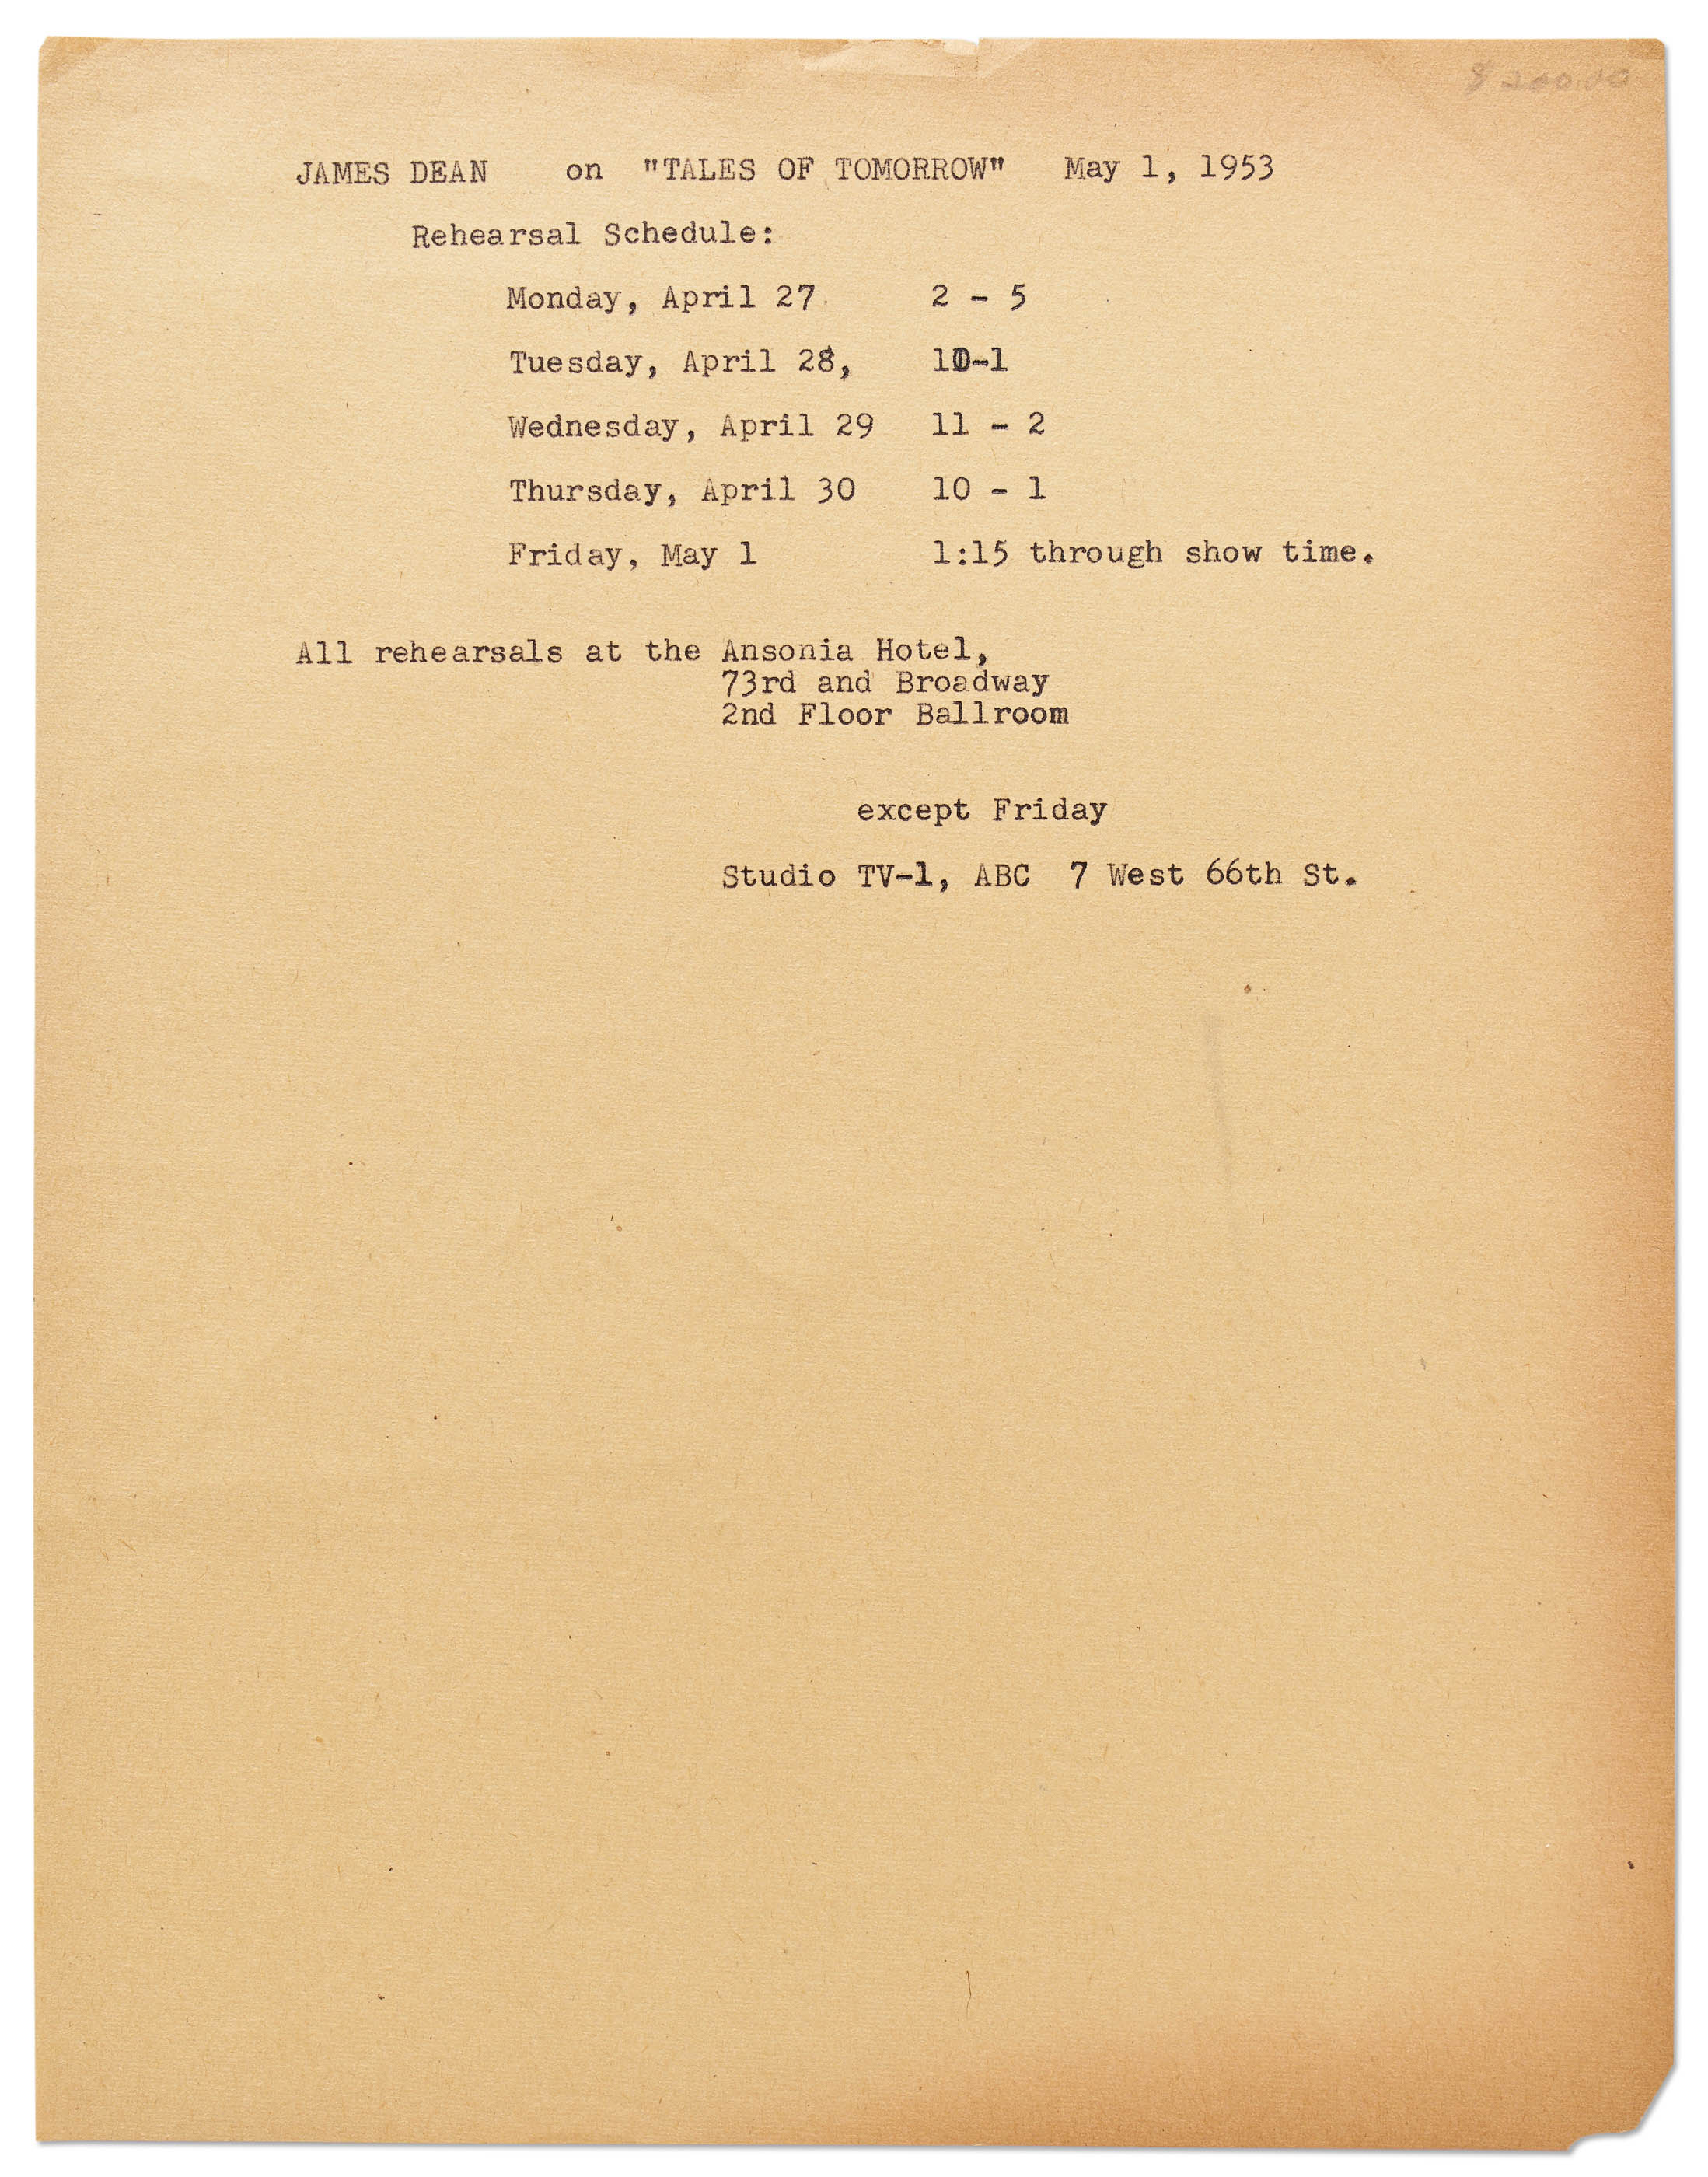 $200.00
JAMES DEAN on "TALES OF TOMORROW" May 1, 1953
Rehearsal Schedule:
Monday, April 27 2 - 5
Tuesday, April 28, 10-1
Wednesday, April 29 11 - 2
Thursday, April 30 10 - 1
Friday, May 1 1:15 through show time.
All rehearsals at the Ansonia Hotel,
73rd and Broadway
2nd Floor Ballroom
except Friday
Studio TV-1, ABC 7 West 66th St.